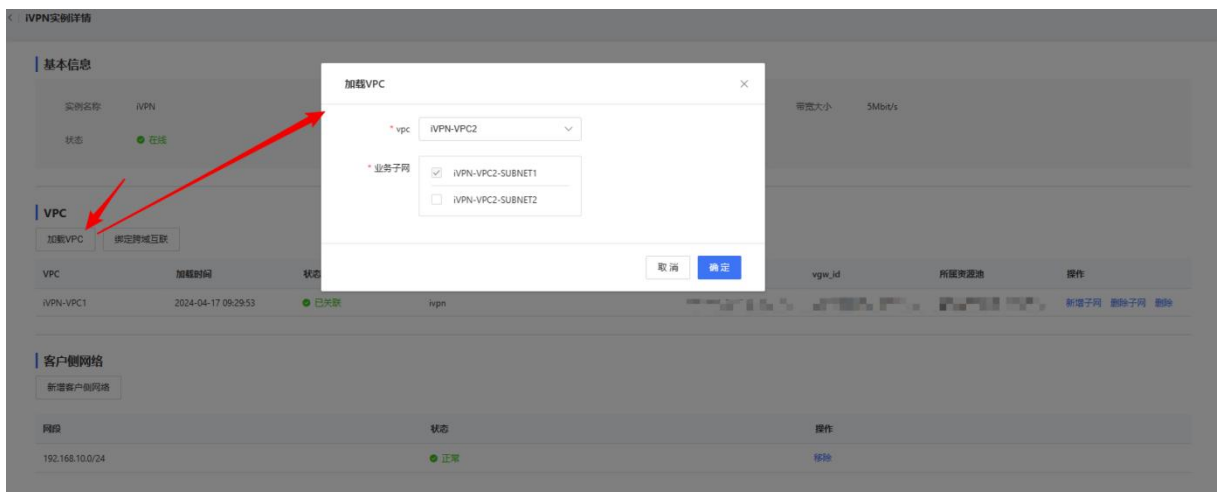 < iVPN实例详情
基本信息
实例名称 iVPN
带宽大小 5Mbit/s
状态 在线
加载VPC ×
* vpc iVPN-VPC2
* 业务子网 iVPN-VPC2-SUBNET1
iVPN-VPC2-SUBNET2
取消 确定
VPC
加载VPC 绑定跨域互联
VPC 加载时间 状态 vgw_id 所属资源池 操作
iVPN-VPC1 2024-04-17 09:29:53 已关联 ivpn 新增子网 删除子网 删除
客户侧网络
新增客户侧网络
网段 状态 操作
192.168.10.0/24 正常 移除